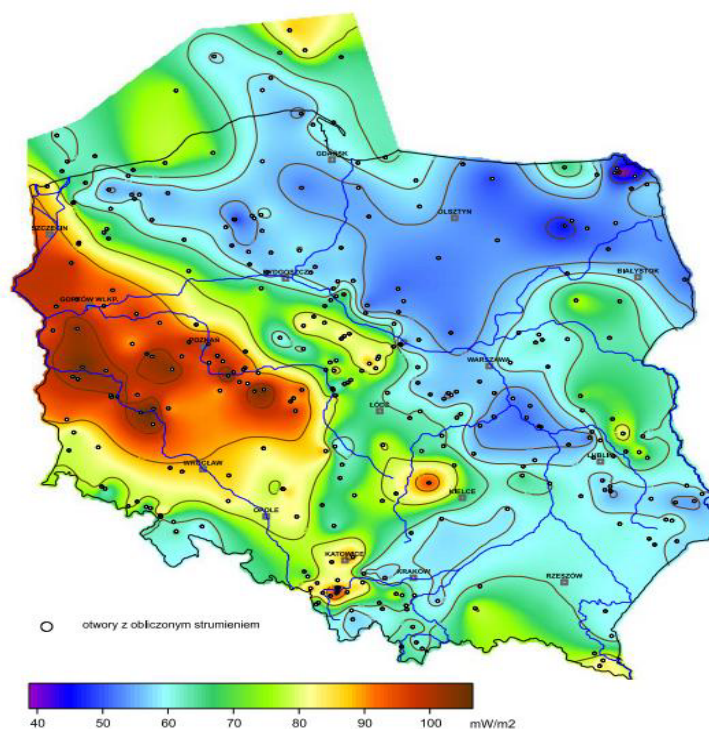 GDAŃSK
OLSZTYN
SZCZECIN
BIAŁYSTOK
BYDGOSZCZ
GORZÓW WLKP.
POZNAŃ
WARSZAWA
ŁÓDŹ
WROCŁAW
LUBLIN
KIELCE
OPOLE
KATOWICE
KRAKÓW
RZESZÓW
otwory z obliczonym strumieniem
40 50 60 70 80 90 100 mW/m2